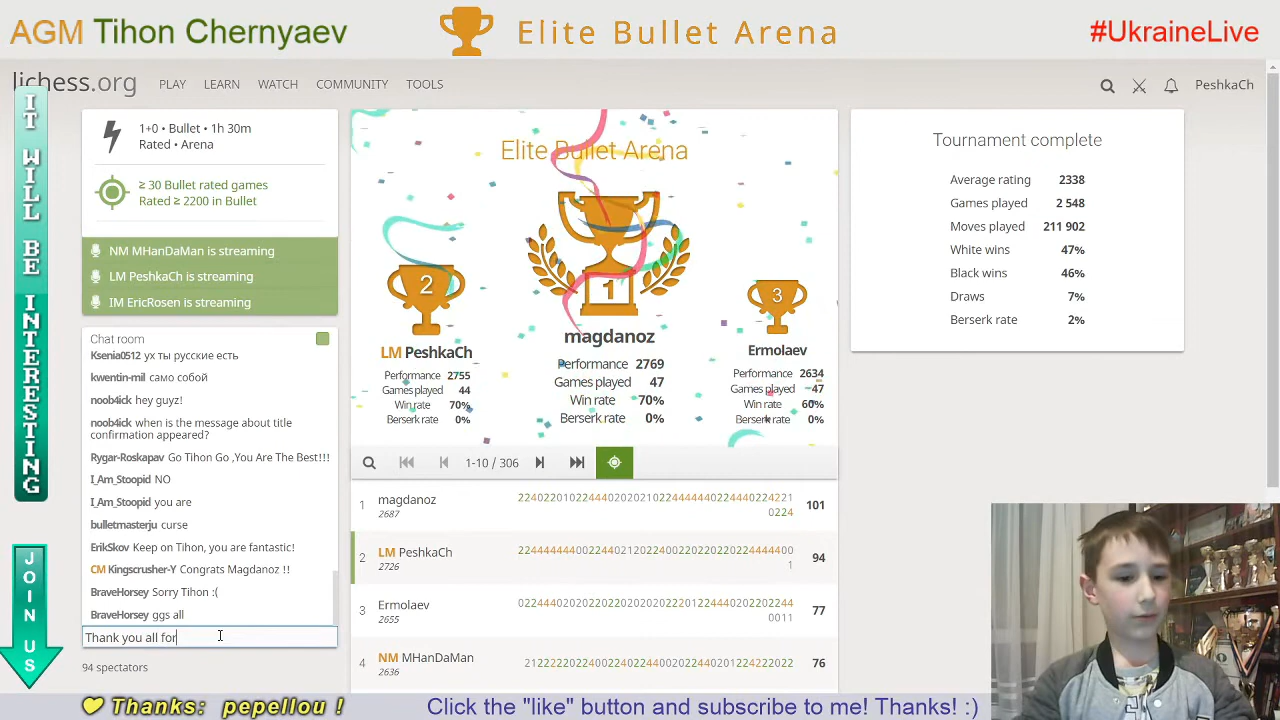 AGM Tihon Chernyaev
Elite Bullet Arena
#UkraineLive
lichess.org
PLAY
LEARN
WATCH
COMMUNITY
TOOLS
PeshkaCh
IT WILL BE INTERESTING
JOIN US
1+0 • Bullet • 1h 30m
Rated • Arena
≥ 30 Bullet rated games
Rated ≥ 2200 in Bullet
NM MHanDaMan is streaming
LM PeshkaCh is streaming
IM EricRosen is streaming
Chat room
Ksenia0512 ух ты русские есть
kwentin-mil само собой
noob4ick hey guyz!
noob4ick when is the message about title
confirmation appeared?
Rygar-Roskapav Go Tihon Go ,You Are The Best!!!
I_Am_Stoopid NO
I_Am_Stoopid you are
bulletmasterju curse
ErikSkov Keep on Tihon, you are fantastic!
CM Kingscrusher-Y Congrats Magdanoz !!
BraveHorsey Sorry Tihon :(
BraveHorsey ggs all
Thank you all for
94 spectators
Elite Bullet Arena
2
LM PeshkaCh
Performance 2755
Games played 44
Win rate 70%
Berserk rate 0%
1
magdanoz
Performance 2769
Games played 47
Win rate 70%
Berserk rate 0%
3
Ermolaev
Performance 2634
Games played 47
Win rate 60%
Berserk rate 0%
1-10 / 306
1 magdanoz 101
2687
2 LM PeshkaCh 94
2726
3 Ermolaev 77
2655
4 NM MHanDaMan 76
2636
Tournament complete
Average rating 2338
Games played 2 548
Moves played 211 902
White wins 47%
Black wins 46%
Draws 7%
Berserk rate 2%
Thanks: pepellou !
Click the "like" button and subscribe to me! Thanks! :)